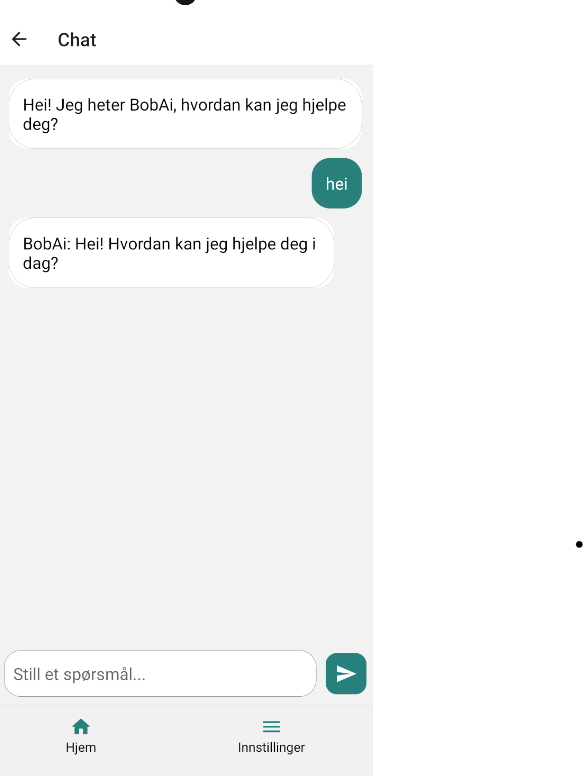 Chat
Hei! Jeg heter BobAi, hvordan kan jeg hjelpe
deg?
hei
BobAi: Hei! Hvordan kan jeg hjelpe deg i
dag?
Still et spørsmål...
Hjem
Innstillinger